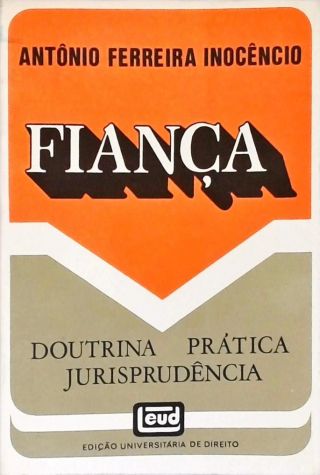 ANTÔNIO FERREIRA INOCÊNCIO
FIANÇA
DOUTRINA PRÁTICA
JURISPRUDÊNCIA
Leud
EDIÇÃO UNIVERSITÁRIA DE DIREITO